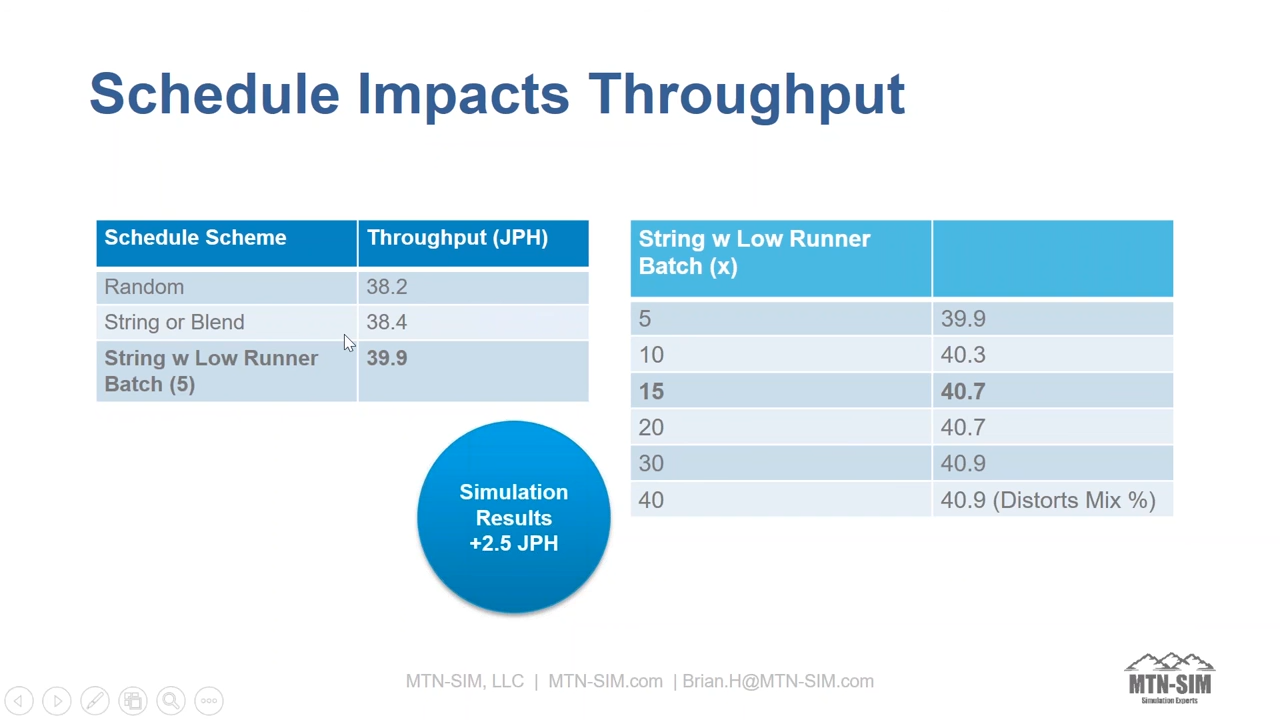 Schedule Impacts Throughput
Schedule Scheme
Throughput (JPH)
Random
38.2
String or Blend
38.4
String w Low Runner
Batch (5)
39.9
String w Low Runner
Batch (x)
5
39.9
10
40.3
15
40.7
20
40.7
30
40.9
40
40.9 (Distorts Mix %)
Simulation
Results
+2.5 JPH
MTN-SIM, LLC | MTN-SIM.com | Brian.H@MTN-SIM.com
MTN-SIM
Simulation Experts